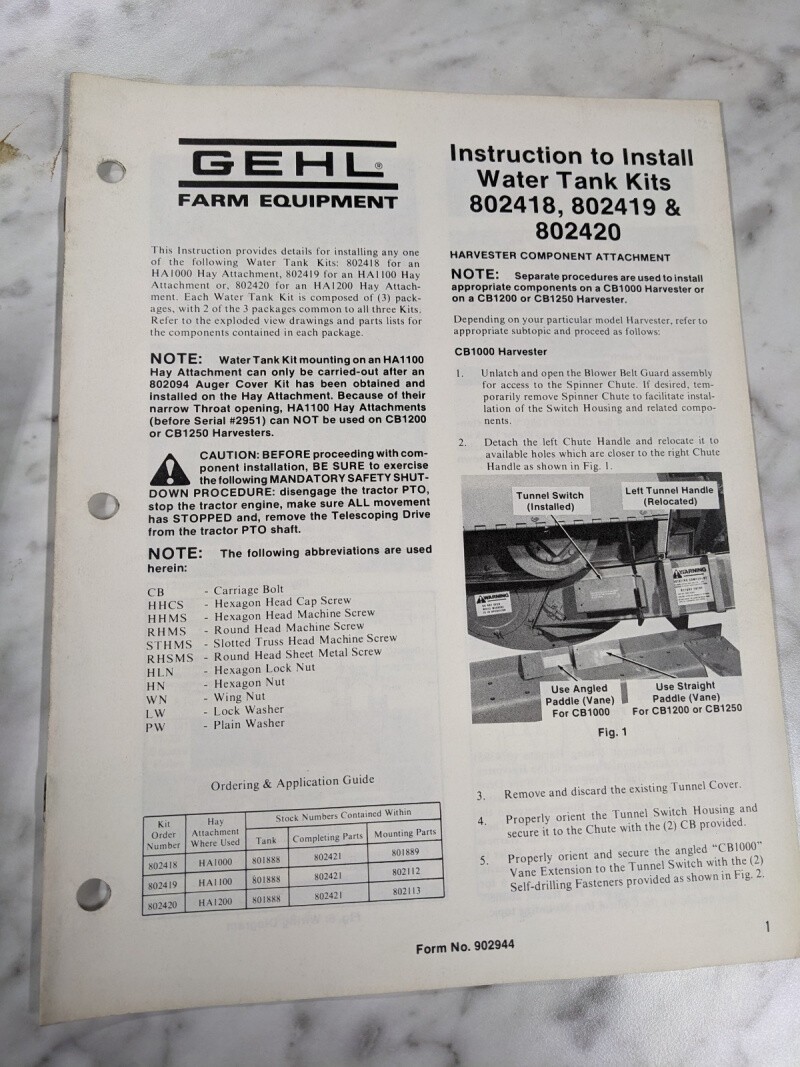 GEHL®
FARM EQUIPMENT
This Instruction provides details for installing any one
of the following Water Tank Kits: 802418 for an
HA1000 Hay Attachment, 802419 for an HA1100 Hay
Attachment or, 802420 for an HA1200 Hay Attach-
ment. Each Water Tank Kit is composed of (3) pack-
ages, with 2 of the 3 packages common to all three Kits.
Refer to the exploded view drawings and parts lists for
the components contained in each package.
NOTE: Water Tank Kit mounting on an HA1100
Hay Attachment can only be carried-out after an
802094 Auger Cover Kit has been obtained and
installed on the Hay Attachment. Because of their
narrow Throat opening, HA1100 Hay Attachments
(before Serial #2951) can NOT be used on CB1200
or CB1250 Harvesters.
CAUTION: BEFORE proceeding with com-
ponent installation, BE SURE to exercise
the following MANDATORY SAFETY SHUT-
DOWN PROCEDURE: disengage the tractor PTO,
stop the tractor engine, make sure ALL movement
has STOPPED and, remove the Telescoping Drive
from the tractor PTO shaft.
NOTE: The following abbreviations are used
herein:
CB - Carriage Bolt
HHCS - Hexagon Head Cap Screw
HHMS - Hexagon Head Machine Screw
RHMS - Round Head Machine Screw
STHMS - Slotted Truss Head Machine Screw
RHSMS - Round Head Sheet Metal Screw
HLN - Hexagon Lock Nut
HN - Hexagon Nut
WN - Wing Nut
LW - Lock Washer
PW - Plain Washer
Ordering & Application Guide
Kit Order Number
Hay Attachment Where Used
Stock Numbers Contained Within
Tank Completing Parts Mounting Parts
802418 HA1000 801888 802421 801889
802419 HA1100 801888 802421 802112
802420 HA1200 801888 802421 802113
Instruction to Install
Water Tank Kits
802418, 802419 &
802420
HARVESTER COMPONENT ATTACHMENT
NOTE: Separate procedures are used to install
appropriate components on a CB1000 Harvester or
on a CB1200 or CB1250 Harvester.
Depending on your particular model Harvester, refer to
appropriate subtopic and proceed as follows:
CB1000 Harvester
1. Unlatch and open the Blower Belt Guard assembly
for access to the Spinner Chute. If desired, tem-
porarily remove Spinner Chute to facilitate instal-
lation of the Switch Housing and related compo-
nents.
2. Detach the left Chute Handle and relocate it to
available holes which are closer to the right Chute
Handle as shown in Fig. 1.
Tunnel Switch
(Installed)
Left Tunnel Handle
(Relocated)
WARNING
WARNING
Use Angled
Paddle (Vane)
For CB1000
Use Straight
Paddle (Vane)
For CB1200 or CB1250
Fig. 1
3. Remove and discard the existing Tunnel Cover.
4. Properly orient the Tunnel Switch Housing and
secure it to the Chute with the (2) CB provided.
5. Properly orient and secure the angled "CB1000"
Vane Extension to the Tunnel Switch with the (2)
Self-drilling Fasteners provided as shown in Fig. 2.
Form No. 902944
1